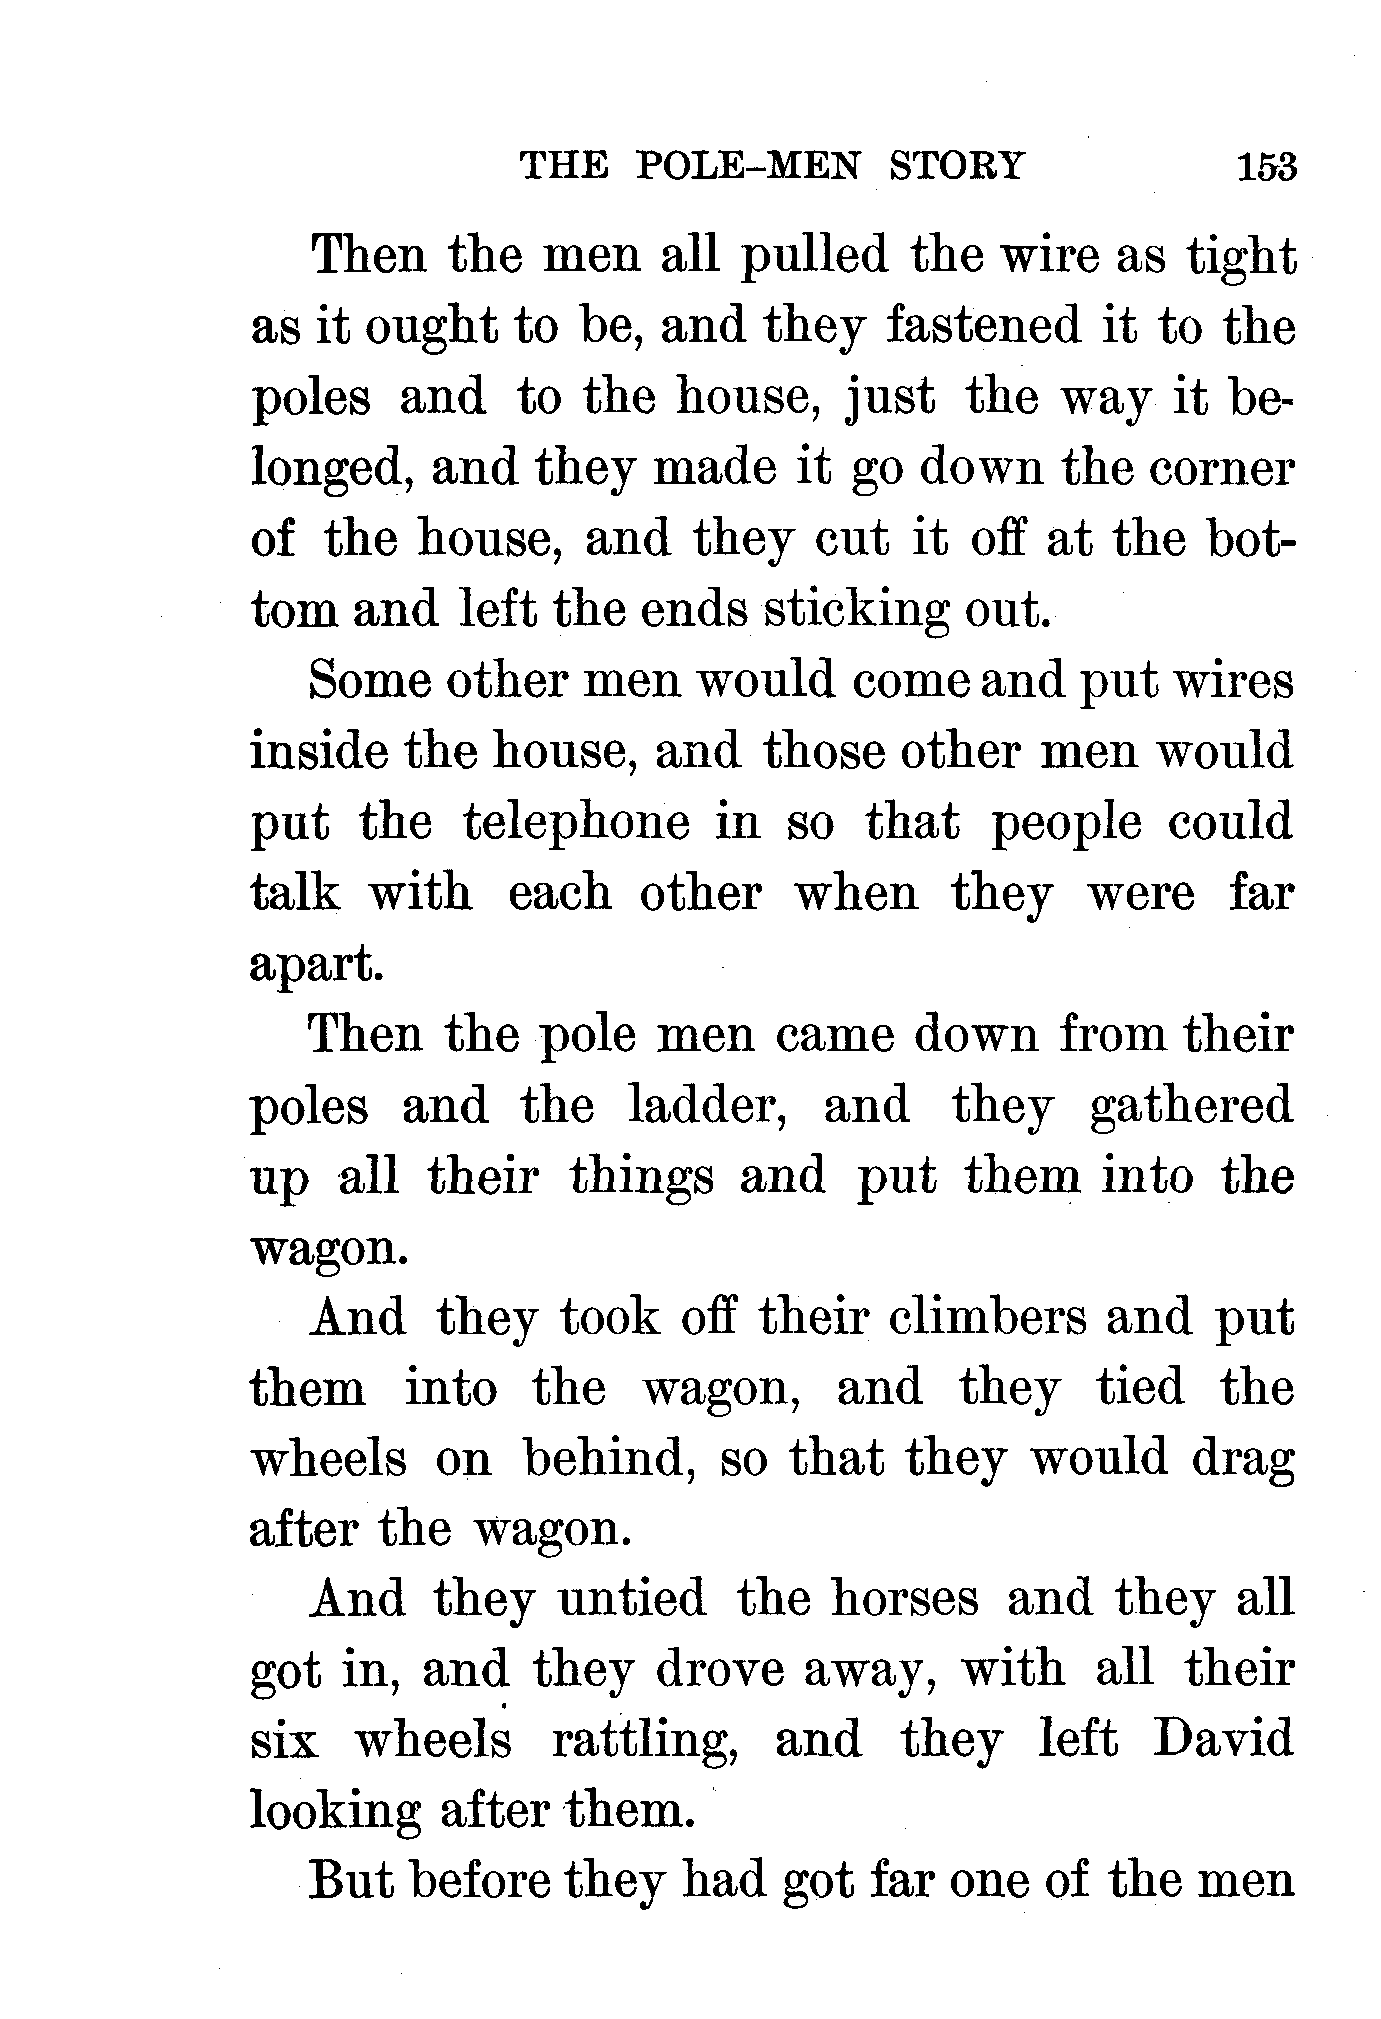 THE POLE-MEN STORY 153
Then the men all pulled the wire as tight
as it ought to be, and they fastened it to the
poles and to the house, just the way it be-
longed, and they made it go down the corner
of the house, and they cut it off at the bot-
tom and left the ends sticking out.
Some other men would come and put wires
inside the house, and those other men would
put the telephone in so that people could
talk with each other when they were far
apart.
Then the pole men came down from their
poles and the ladder, and they gathered
up all their things and put them into the
wagon.
And they took off their climbers and put
them into the wagon, and they tied the
wheels on behind, so that they would drag
after the wagon.
And they untied the horses and they all
got in, and they drove away, with all their
six wheels rattling, and they left David
looking after them.
But before they had got far one of the men